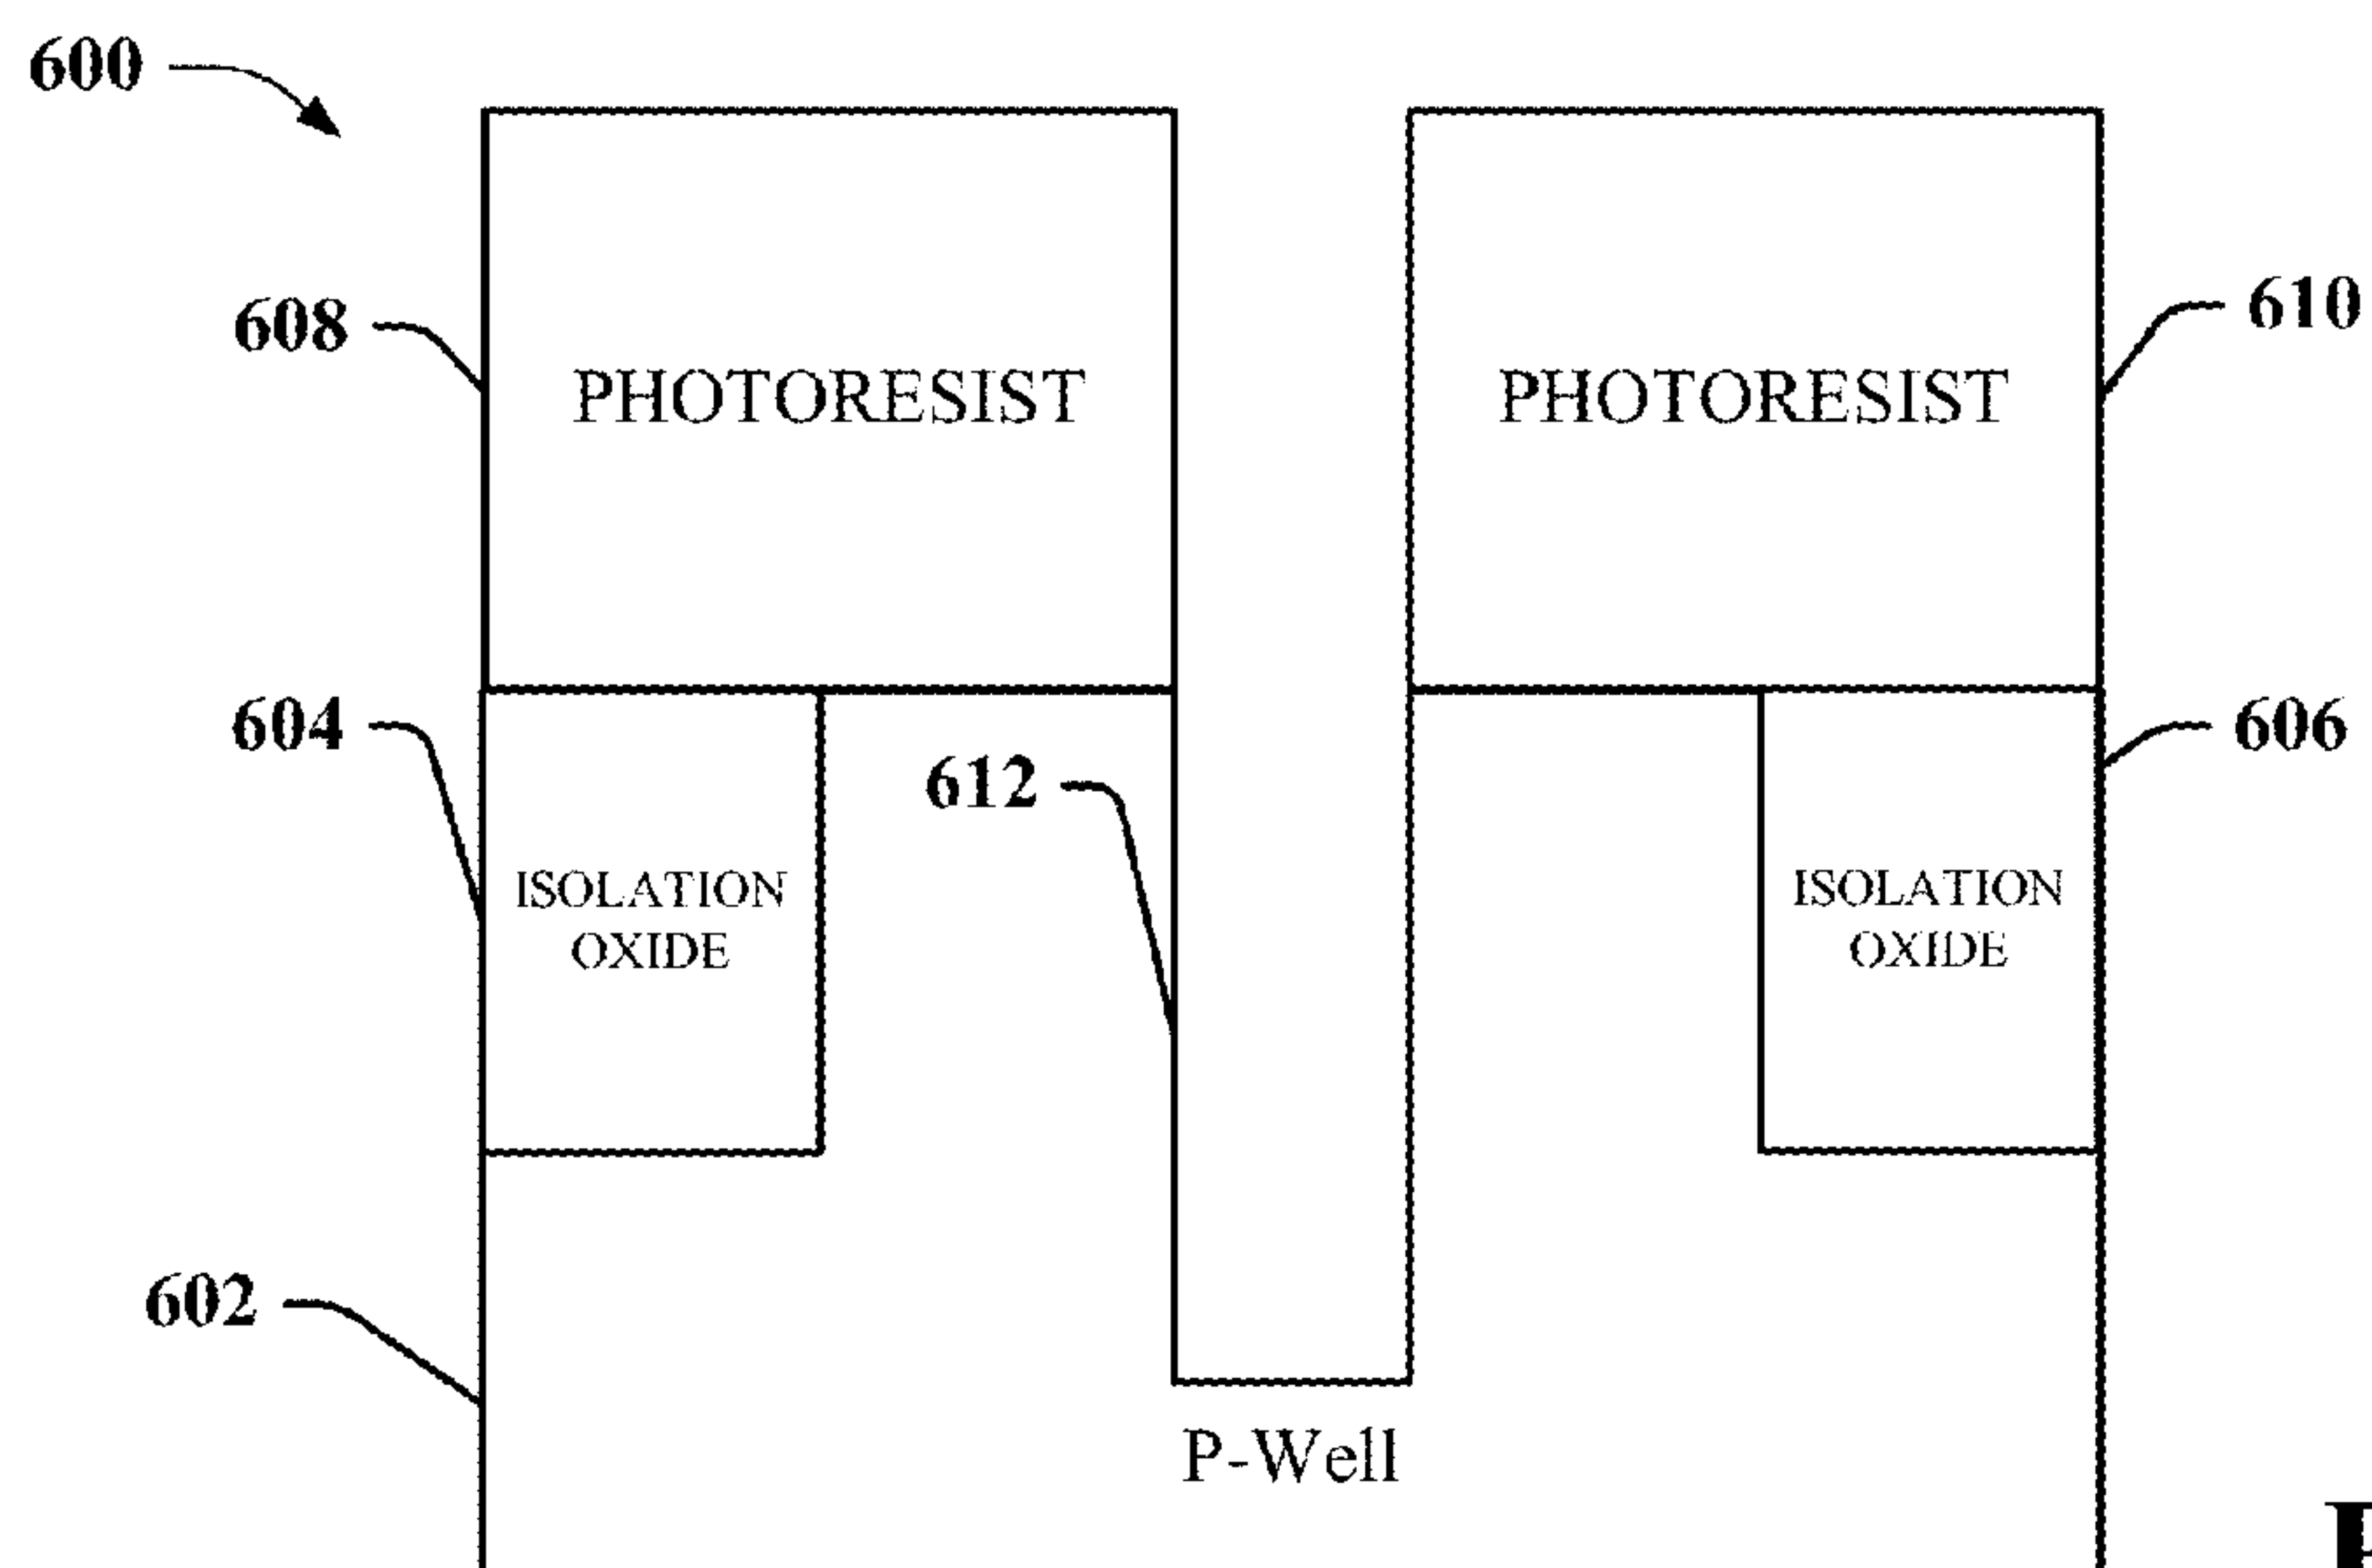 600
608
PHOTORESIST
PHOTORESIST
610
604
606
612
ISOLATION
OXIDE
ISOLATION
OXIDE
602
P-Well